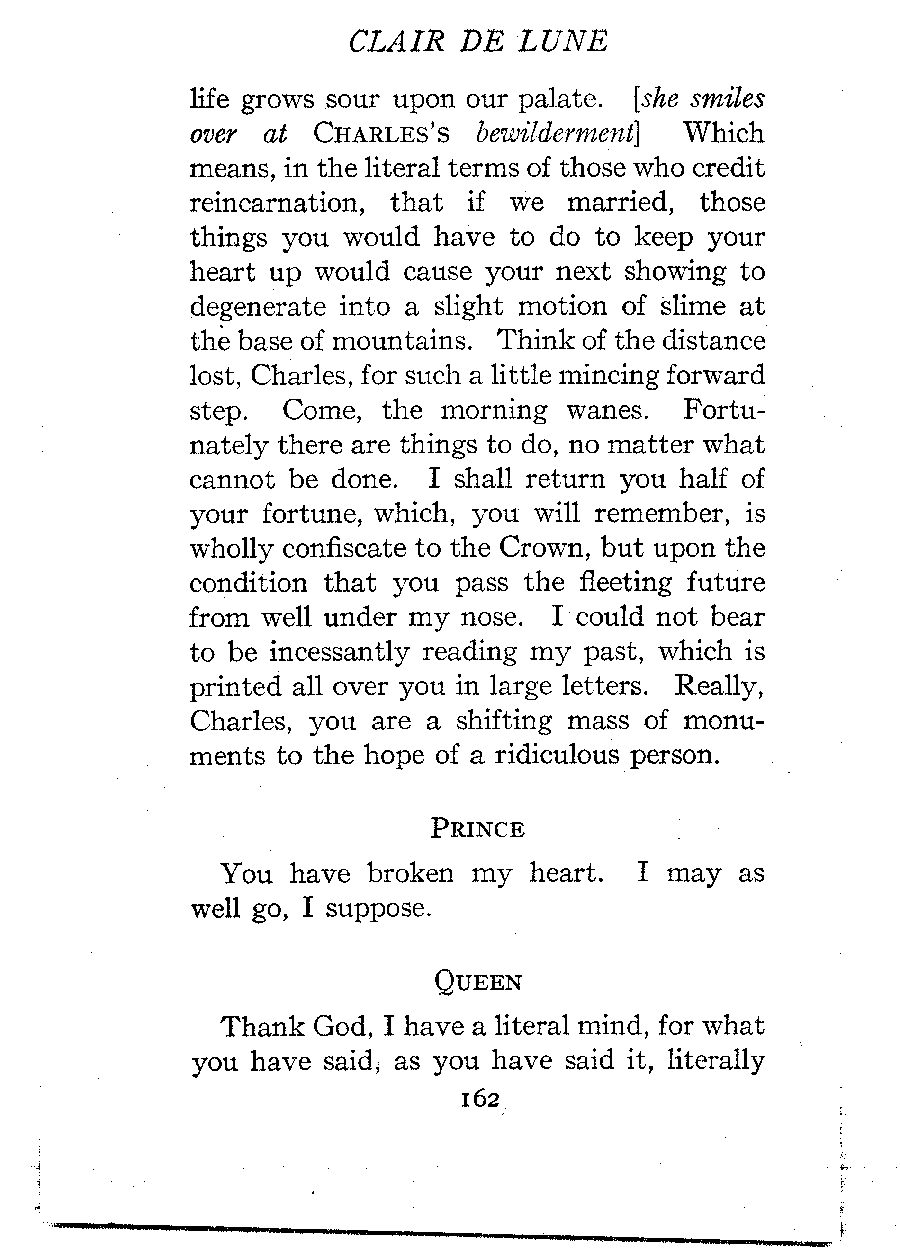 CLAIR DE LUNE
life grows sour upon our palate. [she smiles
over at CHARLES'S bewilderment] Which
means, in the literal terms of those who credit
reincarnation, that if we married, those
things you would have to do to keep your
heart up would cause your next showing to
degenerate into a slight motion of slime at
the base of mountains. Think of the distance
lost, Charles, for such a little mincing forward
step. Come, the morning wanes. Fortu-
nately there are things to do, no matter what
cannot be done. I shall return you half of
your fortune, which, you will remember, is
wholly confiscate to the Crown, but upon the
condition that you pass the fleeting future
from well under my nose. I could not bear
to be incessantly reading my past, which is
printed all over you in large letters. Really,
Charles, you are a shifting mass of monu-
ments to the hope of a ridiculous person.
PRINCE
You have broken my heart. I may as
well go, I suppose.
QUEEN
Thank God, I have a literal mind, for what
you have said, as you have said it, literally
162